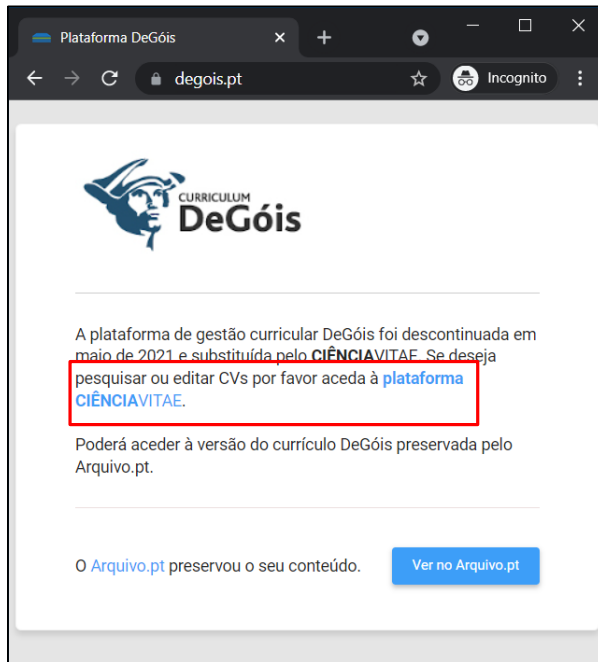 Plataforma DeGóis
degois.pt
Incognito
CURRICULUM
DeGóis
A plataforma de gestão curricular DeGóis foi descontinuada em
maio de 2021 e substituída pelo CIÊNCIAVITAE. Se deseja
pesquisar ou editar CVs por favor aceda à plataforma
CIÊNCIAVITAE.
Poderá aceder à versão do currículo DeGóis preservada pelo
Arquivo.pt.
O Arquivo.pt preservou o seu conteúdo.
Ver no Arquivo.pt